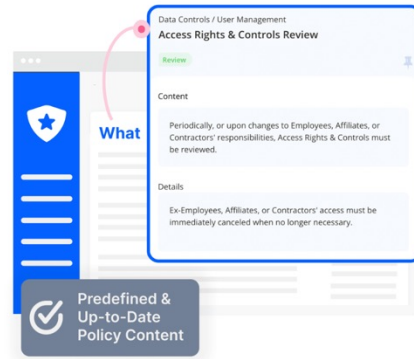 Data Controls / User Management
Access Rights & Controls Review
Review
Content
Periodically, or upon changes to Employees, Affiliates, or
Contractors' responsibilities, Access Rights & Controls must
be reviewed.
Details
Ex-Employees, Affiliates, or Contractors' access must be
immediately canceled when no longer necessary.
What
Predefined &
Up-to-Date
Policy Content